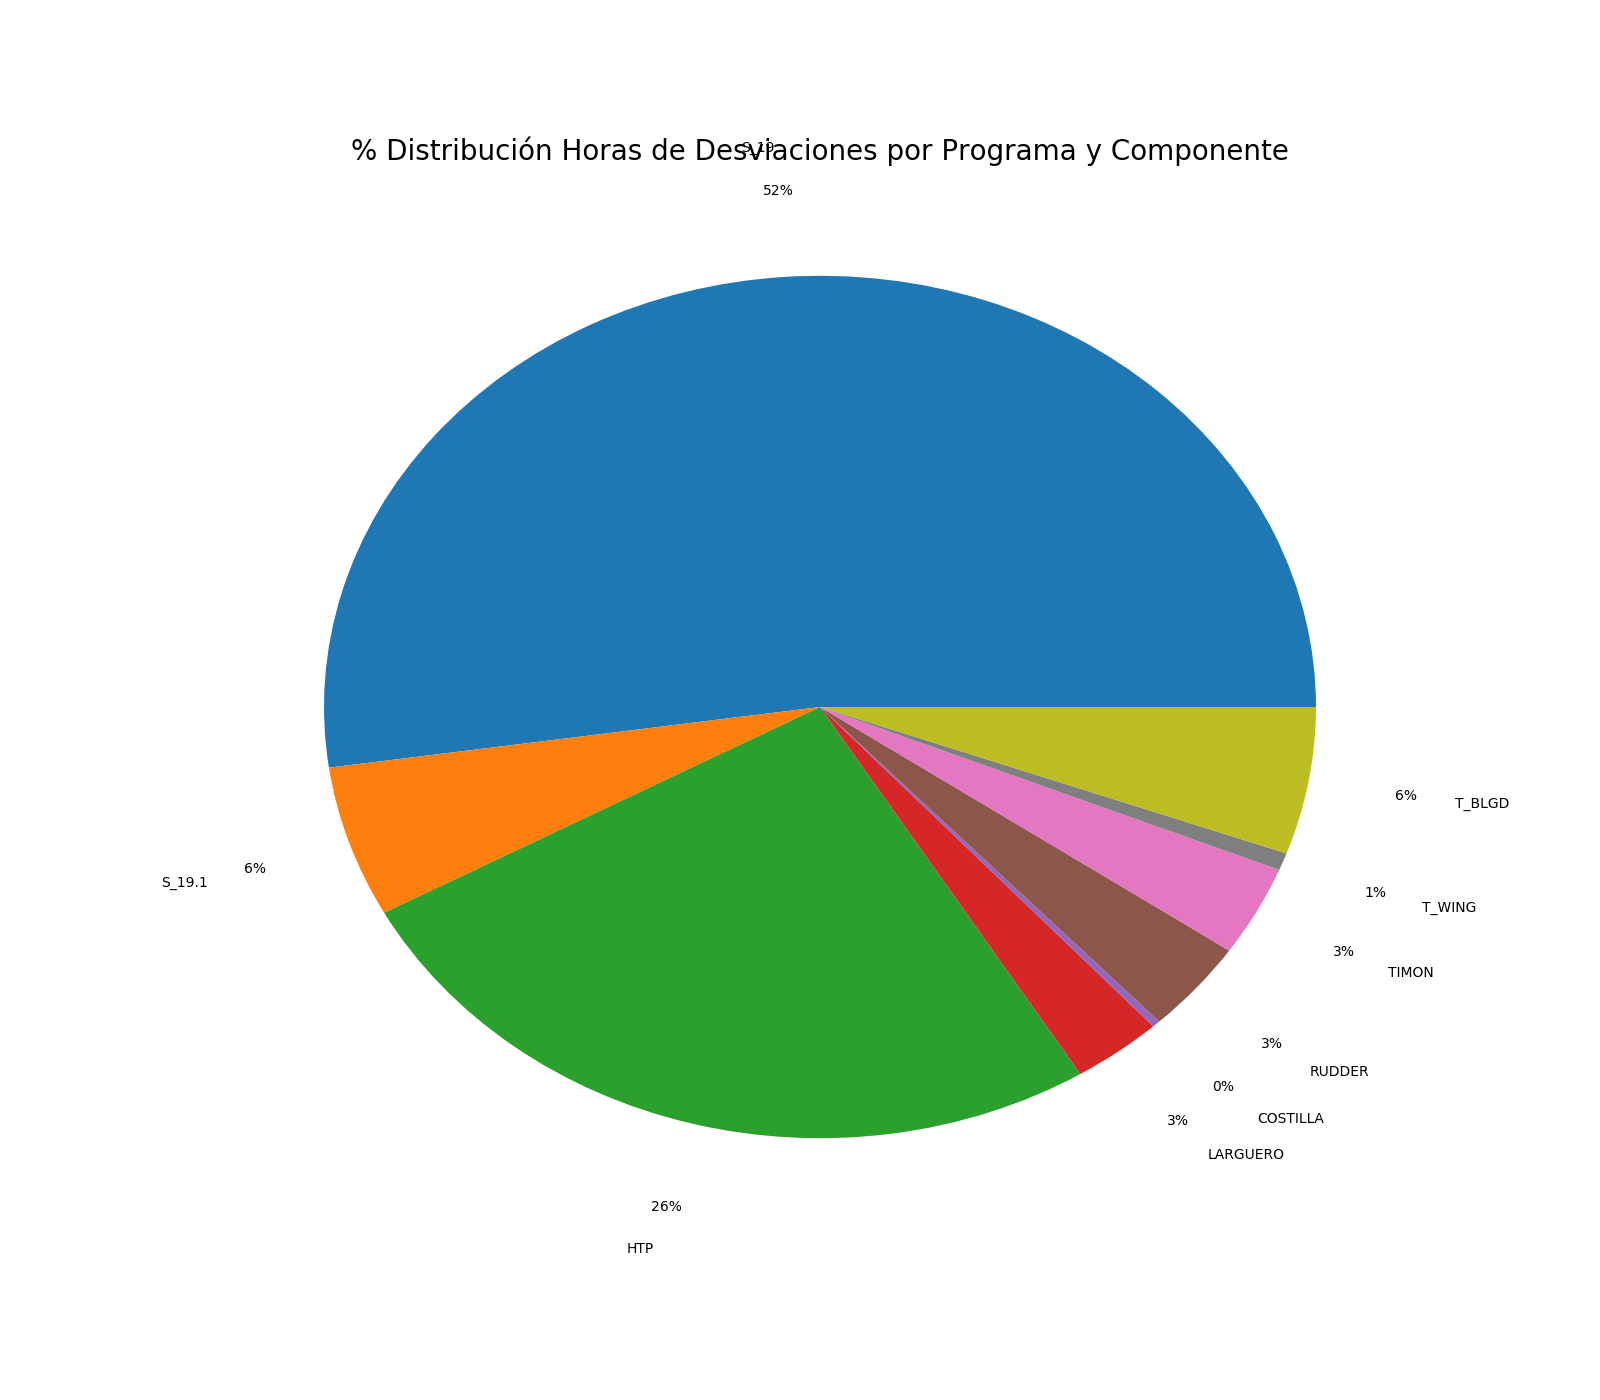 % Distribución Horas de Desviaciones por Programa y Componente
S_19
52%
6%
T_BLGD
6%
S_19.1
1%
T_WING
3%
TIMON
3%
RUDDER
0%
COSTILLA
3%
LARGUERO
26%
HTP